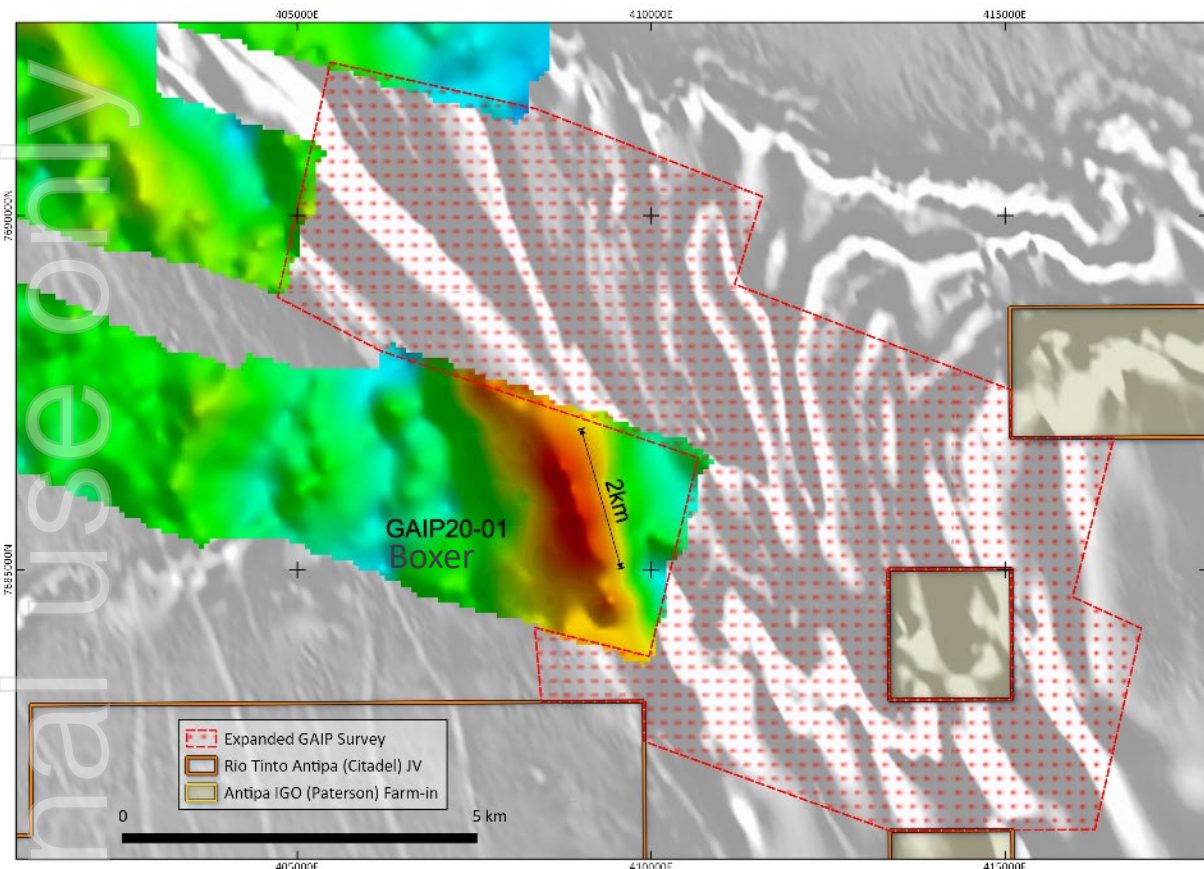 405000E
410000E
415000E
7690000N
7685000N
nal use only
2km
GAIP20-01
Boxer
Expanded GAIP Survey
Rio Tinto Antipa (Citadel) JV
Antipa IGO (Paterson) Farm-in
0
5 km
405000E
410000E
415000E